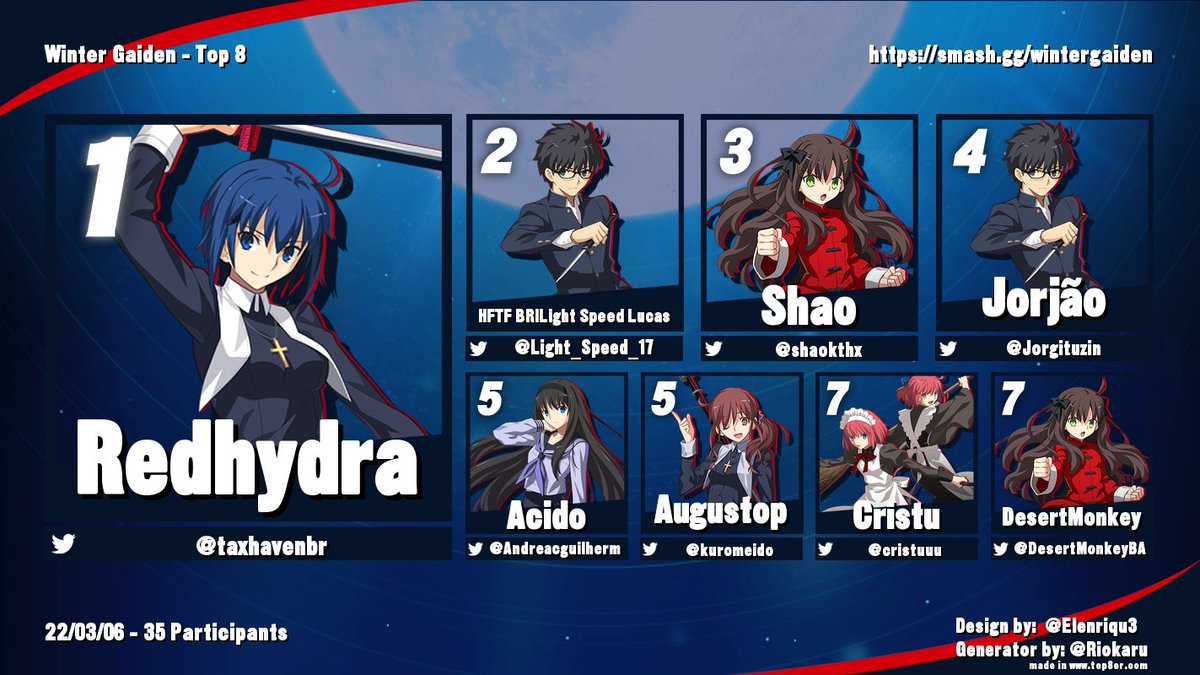 Winter Gaiden - Top 8
https://smash.gg/wintergaiden
1
Redhydra
@taxhavenbr
2
HFTF BR|Light Speed Lucas
@Light_Speed_17
3
Shao
@shaokthx
4
Jorjão
@Jorgituzin
5
Acido
@Andreacguilherm
5
Augustop
@kuromeido
7
Cristu
@cristuuu
7
DesertMonkey
@DesertMonkeyBA
22/03/06 - 35 Participants
Design by: @Elenriqu3
Generator by: @Riokaru
made in www.top8er.com